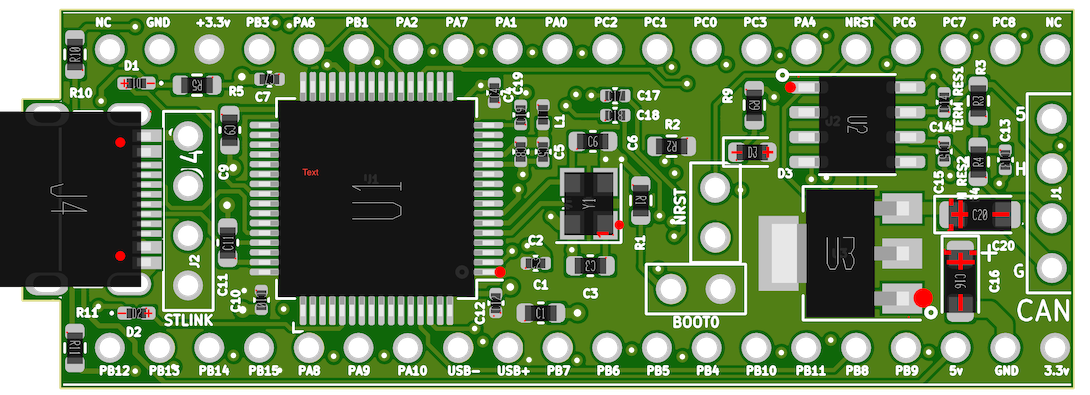 NC GND +3.3v PB3 PA6 PB1 PA2 PA7 PA1 PA0 PC2 PC1 PC0 PC3 PA4 NRST PC6 PC7 PC8 NC
R10
D1
R10
R5
R5
C7
C9
C9
J4
J4
J2
C11
C11
C10
STLINK
R11
D2
R11
Text
U1
U1
C4
C19
L1
C5
C17
C18
C6
C6
Y1
R1
R1
C2
C3
C3
C1
C1
C12
R2
R2
NRST
BOOT0
R9
R9
D3
D3
J2
U2
U3
C14
TERM RES1
R3
R3
C13
R4
C15
RES2
C20
C20
C16
C16
5
H
J1
G
CAN
PB12 PB13 PB14 PB15 PA8 PA9 PA10 USB- USB+ PB7 PB6 PB5 PB4 PB10 PB11 PB8 PB9 5v GND 3.3v